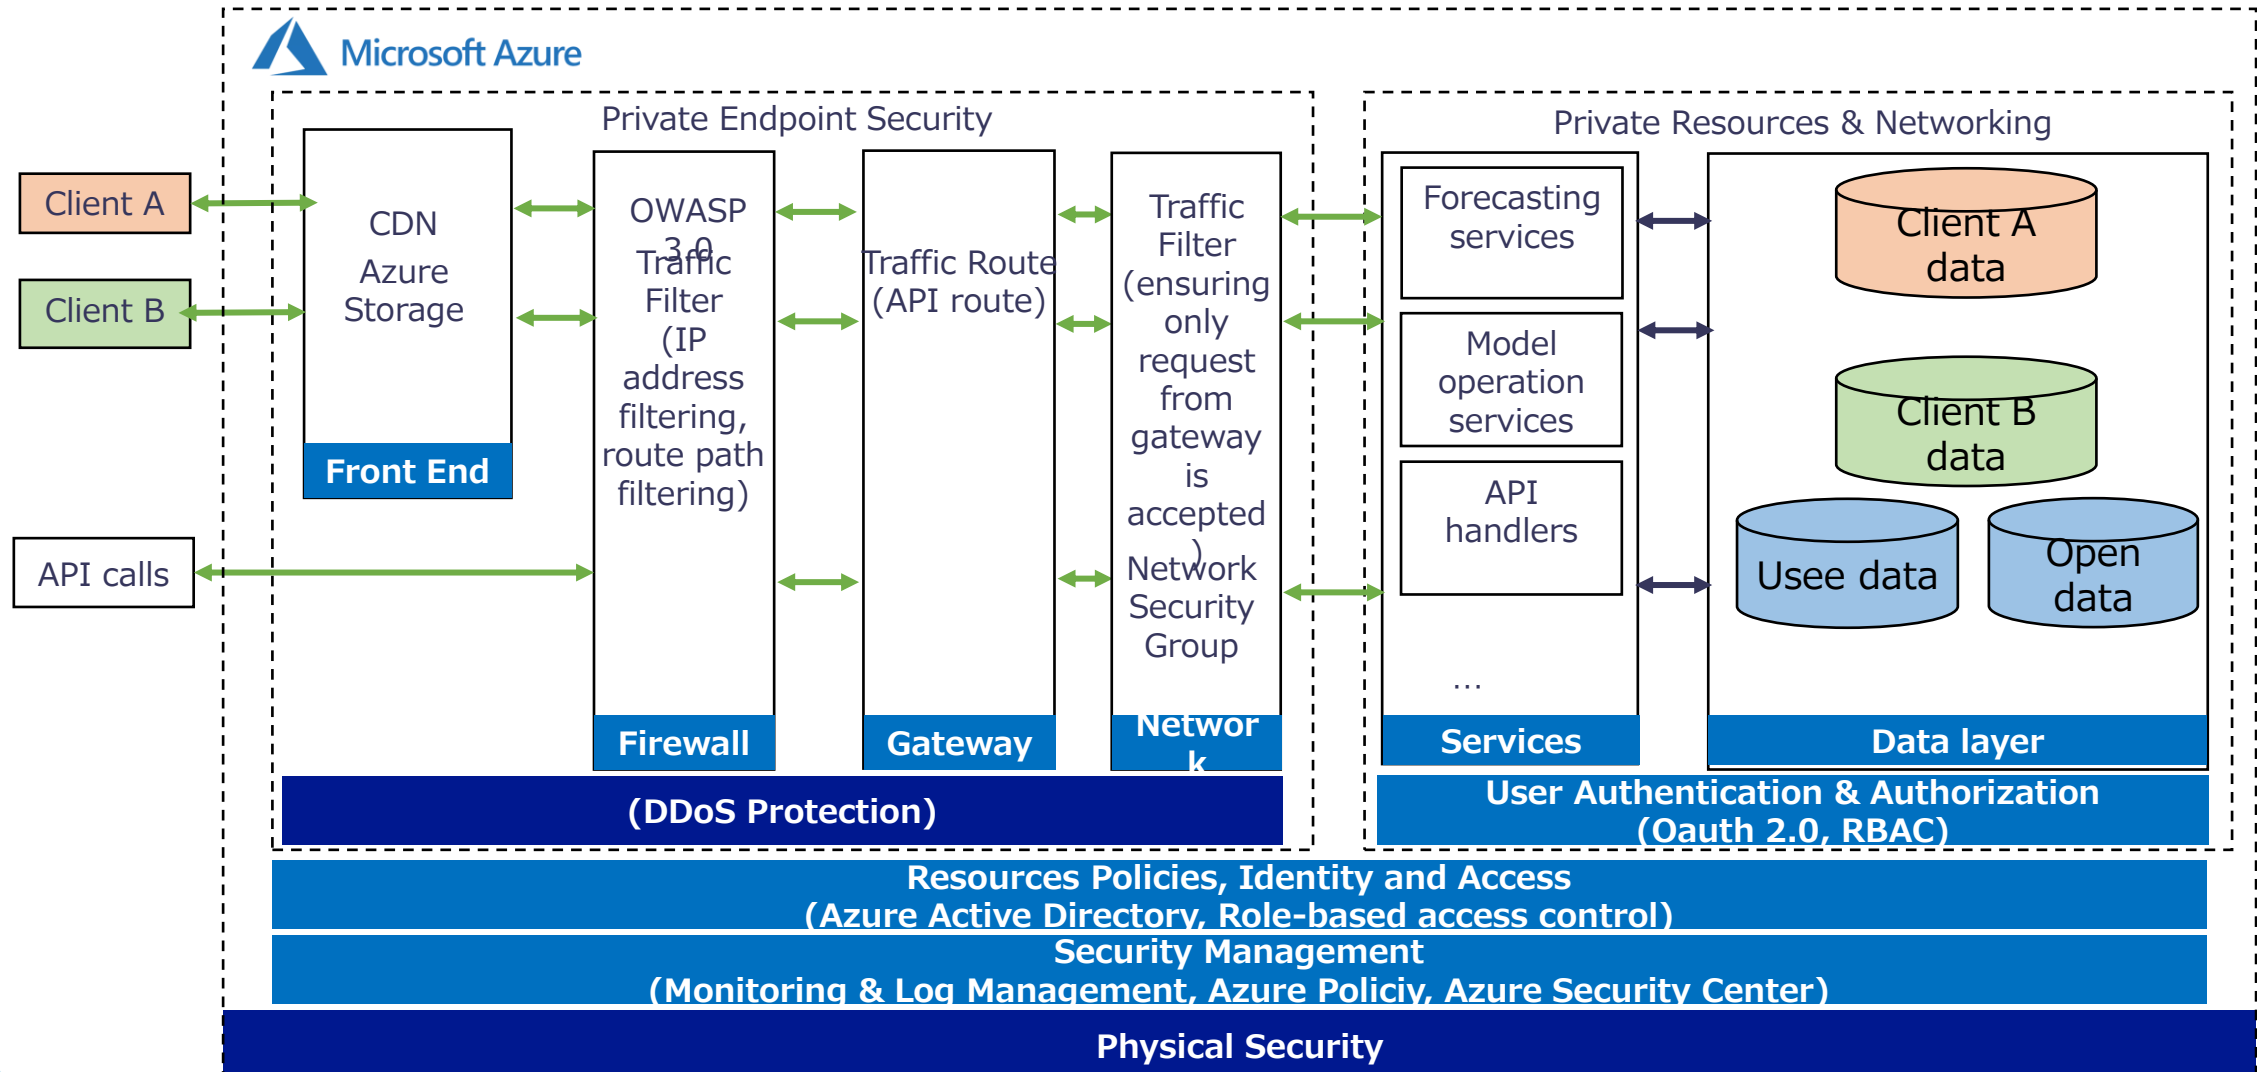 Microsoft Azure
Private Endpoint Security
Private Resources & Networking
Client A
Client B
API calls
CDN
Azure
Storage
Front End
OWASP
3.0
Traffic
Filter
(IP
address
filtering,
route path
filtering)
Firewall
Traffic Route
(API route)
Gateway
Traffic
Filter
(ensuring
only
request
from
gateway
is
accepted
)
Network
Security
Group
Networ
k
Forecasting
services
Model
operation
services
API
handlers
...
Services
Client A
data
Client B
data
Usee data
Open
data
Data layer
(DDoS Protection)
User Authentication & Authorization
(Oauth 2.0, RBAC)
Resources Policies, Identity and Access
(Azure Active Directory, Role-based access control)
Security Management
(Monitoring & Log Management, Azure Policiy, Azure Security Center)
Physical Security